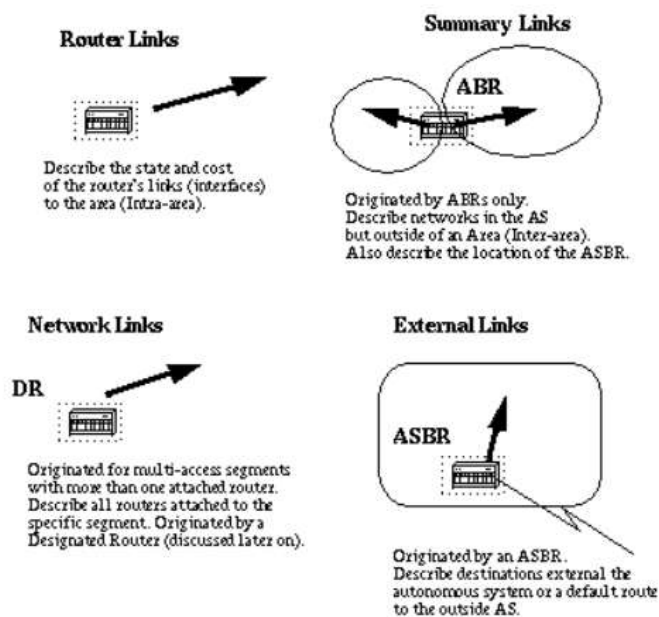 Router Links
Describe the state and cost
of the router's links (interfaces)
to the area (Intra-area).
Summary Links
ABR
Originated by ABRs only.
Describe networks in the AS
but outside of an Area (Inter-area).
Also describe the location of the ASBR.
Network Links
DR
Originated for multi-access segments
with more than one attached router.
Describe all routers attached to the
specific segment. Originated by a
Designated Router (discussed later on).
External Links
ASBR
Originated by an ASBR.
Describe destinations external the
autonomous system or a default route
to the outside AS.